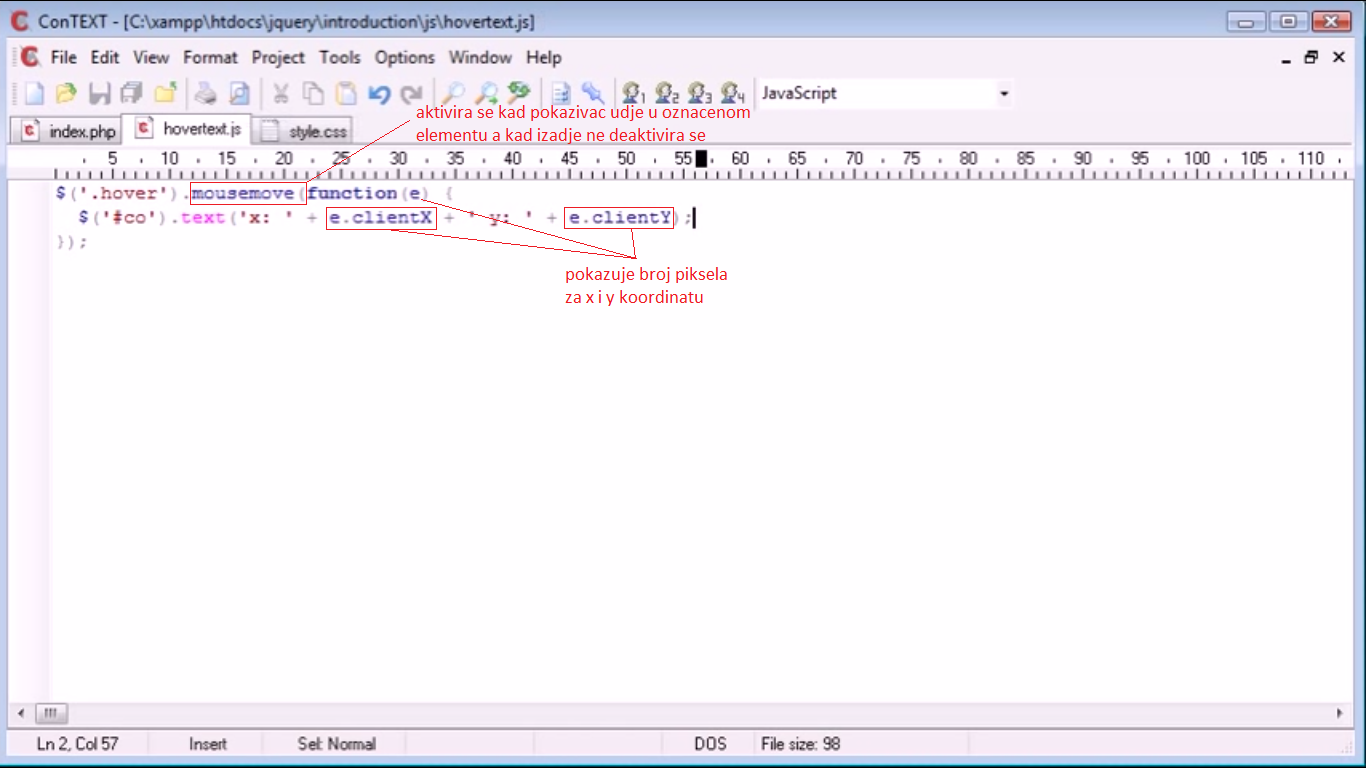 ConTEXT - [C:\xampp\htdocs\jquery\introduction\js\hovertext.js]
File Edit View Format Project Tools Options Window Help
1 2 3 4 JavaScript
aktivira se kad pokazivac udje u oznacenom
elementu a kad izadje ne deaktivira se
index.php hovertext.js style.css
5 10 15 20 25 30 35 40 45 50 55 60 65 70 75 80 85 90 95 100 105 110
$('.hover').mousemove(function(e) {
$('#co').text('x: ' + e.clientX + ' y: ' + e.clientY);
});
pokazuje broj piksela
za x i y koordinatu
Ln 2, Col 57 Insert Sel: Normal DOS File size: 98